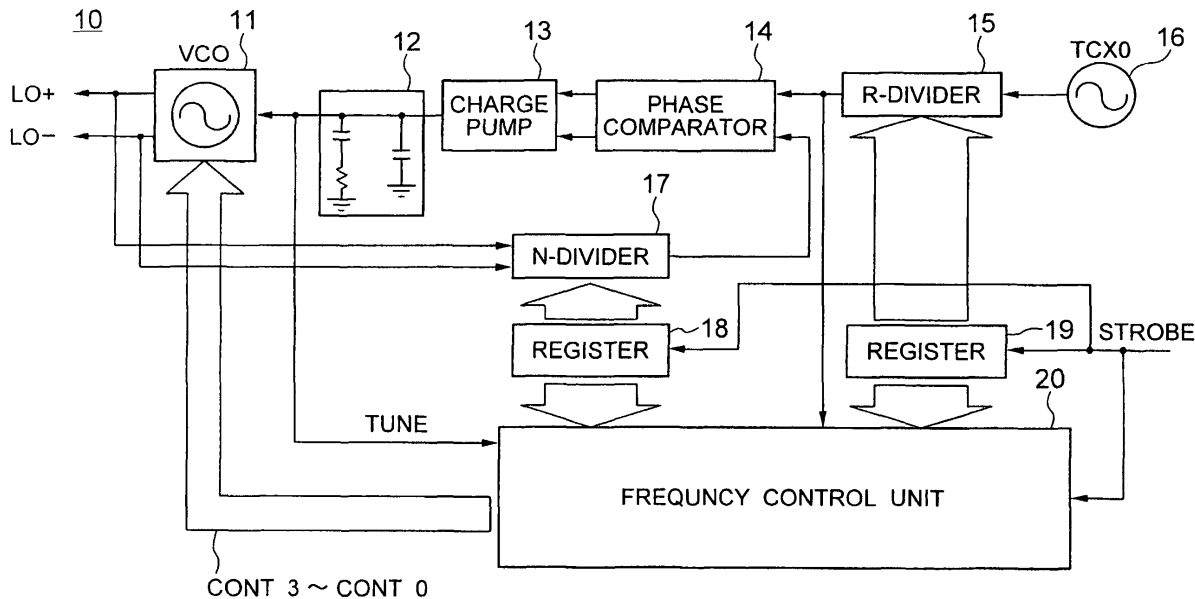 10
11
12
13
14
15
16
VCO
TCX0
LO+
LO−
CHARGE
PUMP
PHASE
COMPARATOR
R-DIVIDER
17
N-DIVIDER
18
REGISTER
19
REGISTER
STROBE
20
TUNE
FREQUNCY CONTROL UNIT
CONT 3 ~ CONT 0